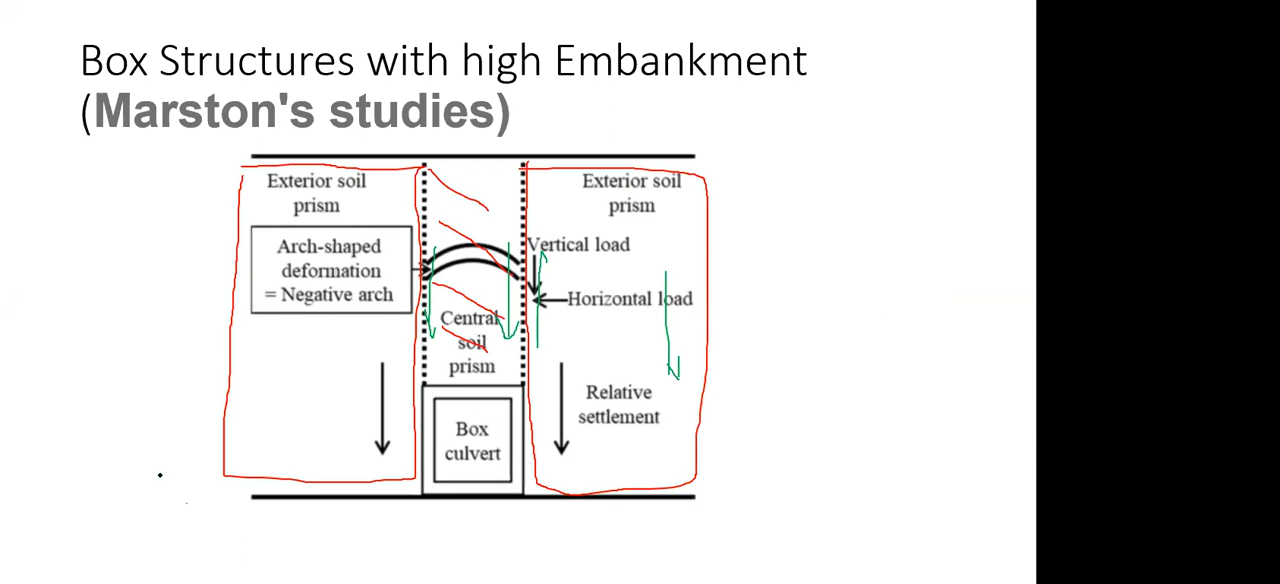 Box Structures with high Embankment
(Marston's studies)
Exterior soil
prism
Exterior soil
prism
Arch-shaped
deformation
= Negative arch
Vertical load
Horizontal load
Central
soil
prism
Relative
settlement
Box
culvert